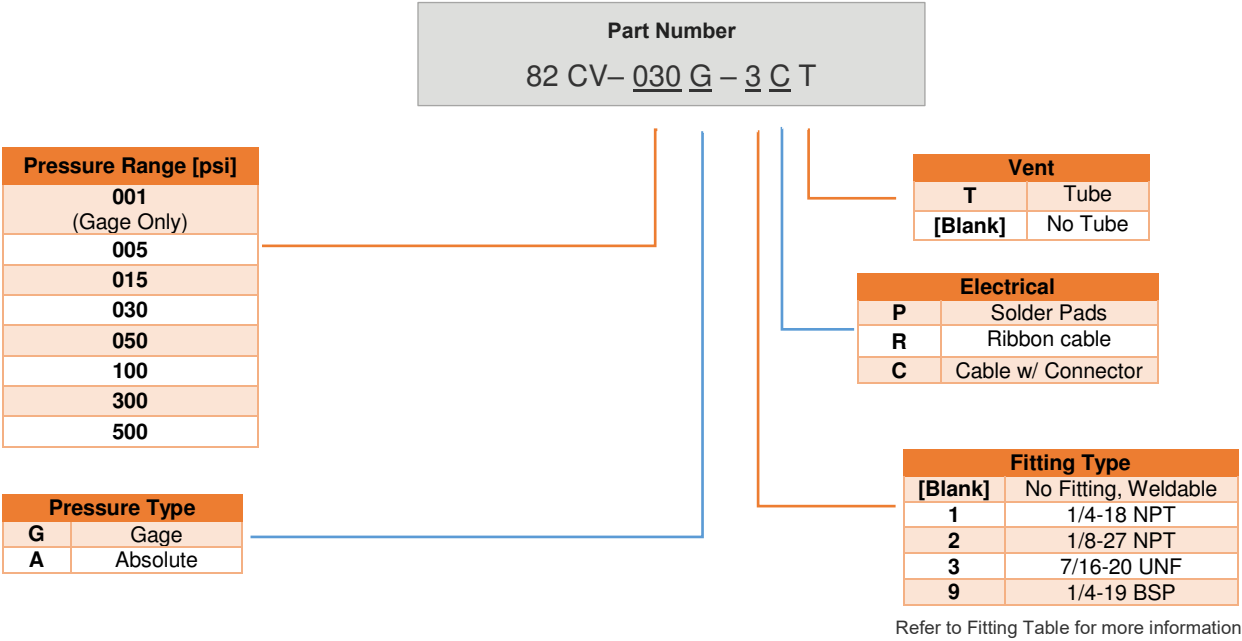 Part Number
82 CV– 030 G – 3 C T
Pressure Range [psi]
001
(Gage Only)
005
015
030
050
100
300
500
Pressure Type
G Gage
A Absolute
Vent
T Tube
[Blank] No Tube
Electrical
P Solder Pads
R Ribbon cable
C Cable w/ Connector
Fitting Type
[Blank] No Fitting, Weldable
1 1/4-18 NPT
2 1/8-27 NPT
3 7/16-20 UNF
9 1/4-19 BSP
Refer to Fitting Table for more information